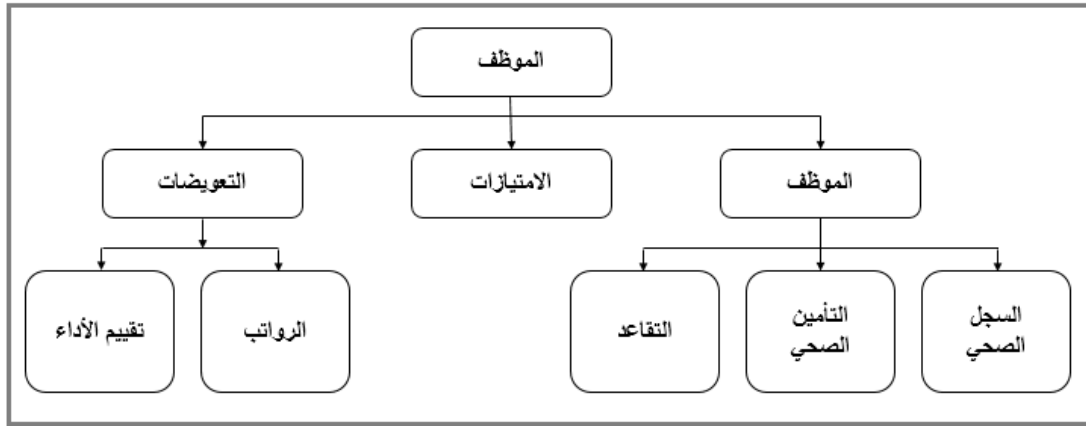 الموظف
الموظف
الامتيازات
التعويضات
السجل
الصحي
التأمين
الصحي
التقاعد
الرواتب
تقييم الأداء